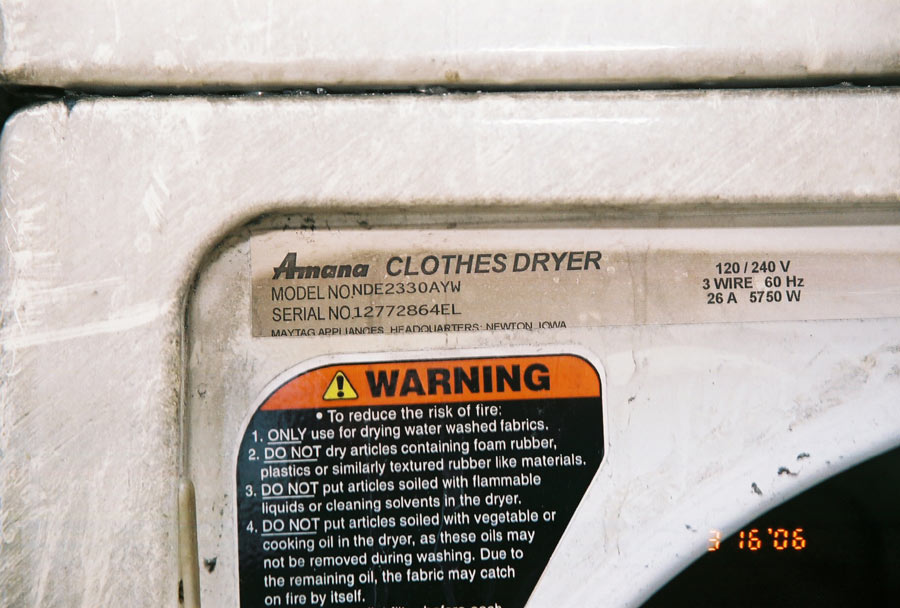 Amana CLOTHES DRYER
MODEL NO.NDE2330AYW
SERIAL NO.12772864EL
MAYTAG APPLIANCES HEADQUARTERS: NEWTON, IOWA
120 / 240 V
3 WIRE 60 Hz
26 A 5750 W
WARNING
• To reduce the risk of fire:
1. ONLY use for drying water washed fabrics.
2. DO NOT dry articles containing foam rubber,
plastics or similarly textured rubber like materials.
3. DO NOT put articles soiled with flammable
liquids or cleaning solvents in the dryer.
4. DO NOT put articles soiled with vegetable or
cooking oil in the dryer, as these oils may
not be removed during washing. Due to
the remaining oil, the fabric may catch
on fire by itself.
before each
3 16 '06